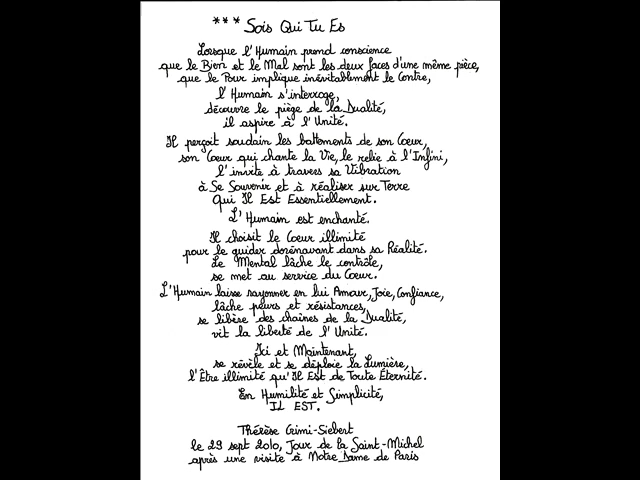 *** Sois Qui Tu Es
Lorsque l'Humain prend conscience
que le Bien et le Mal sont les deux faces d'une même pièce,
que le Pour implique inévitablement le Contre,
l'Humain s'interroge,
découvre le piège de la Dualité,
il aspire à l'Unité.
Il perçoit soudain les battements de son Cœur,
son Cœur qui chante la Vie, le relie à l'Infini,
l'invite à travers sa Vibration
à Se Souvenir et à réaliser sur Terre
Qui Il Est Essentiellement.
L'Humain est enchanté.
Il choisit le Cœur illimité
pour le guider dorénavant dans sa Réalité.
Le Mental lâche le contrôle,
se met au service du Cœur.
L'Humain laisse rayonner en lui Amour, Joie, Confiance,
lâche peurs et résistances,
se libère des chaînes de la Dualité,
vit la liberté de l'Unité.
Ici et Maintenant,
se révèle et se déploie la Lumière,
l'Être illimité qu'Il Est de Toute Éternité.
En Humilité et Simplicité,
IL EST.
Thérèse Crimi-Siebert
le 29 sept 2010, Jour de la Saint-Michel
après une visite à Notre Dame de Paris